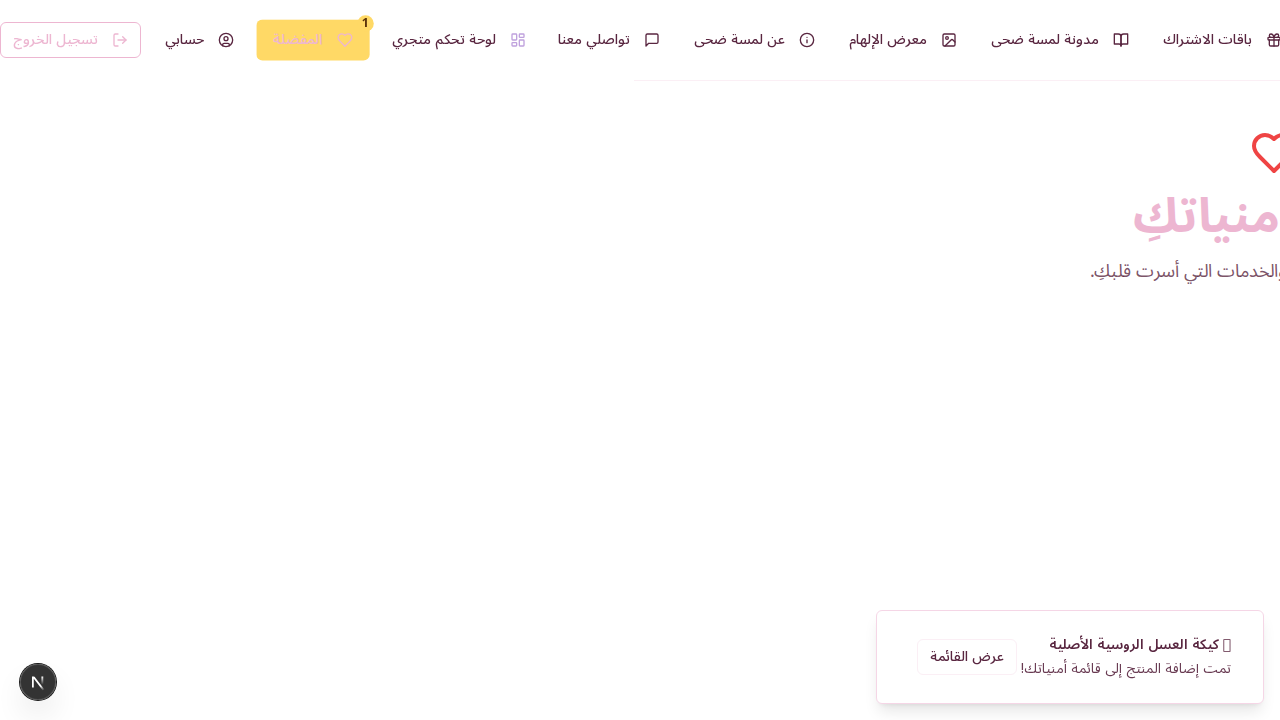 باقات الاشتراك
مدونة لمسة ضحى
معرض الإلهام
عن لمسة ضحى
تواصلي معنا
لوحة تحكم متجري
المفضلة
1
حسابي
تسجيل الخروج
منياتكِ
والخدمات التي أسرت قلبكِ.
كيكة العسل الروسية الأصلية
تمت إضافة المنتج إلى قائمة أمنياتك!
عرض القائمة
N